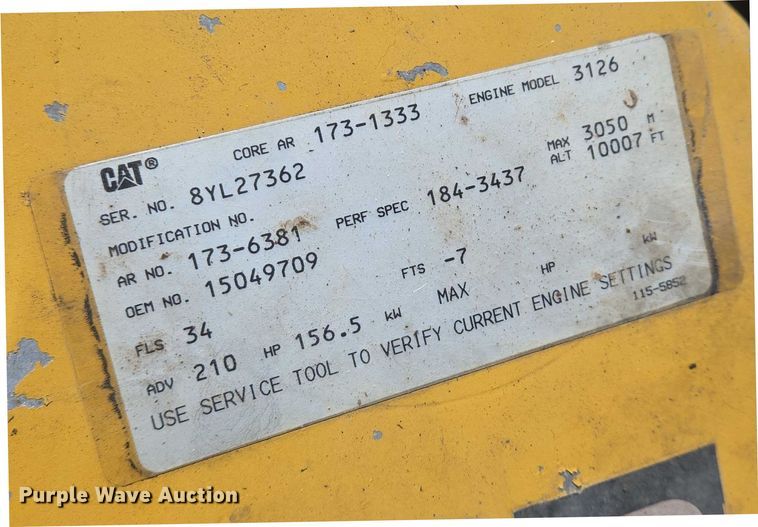 CAT® CORE AR 173-1333 ENGINE MODEL 3126
SER. NO. 8YL27362 MAX ALT 3050 M 10007 FT
MODIFICATION NO.
AR NO. 173-6381 PERF SPEC 184-3437
OEM NO. 15049709
FLS 34 FTS -7
ADV 210 HP 156.5 kW MAX HP kW
USE SERVICE TOOL TO VERIFY CURRENT ENGINE SETTINGS
115-5852
Purple Wave Auction